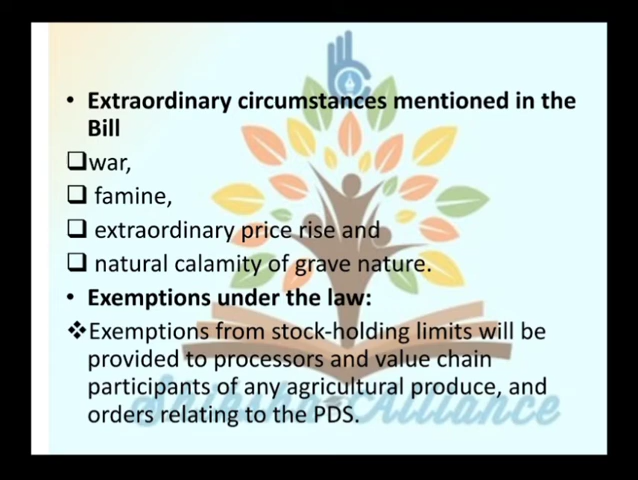 • Extraordinary circumstances mentioned in the
Bill
❑war,
❑ famine,
❑ extraordinary price rise and
❑ natural calamity of grave nature.
• Exemptions under the law:
❖Exemptions from stock-holding limits will be
provided to processors and value chain
participants of any agricultural produce, and
orders relating to the PDS.
Alliance